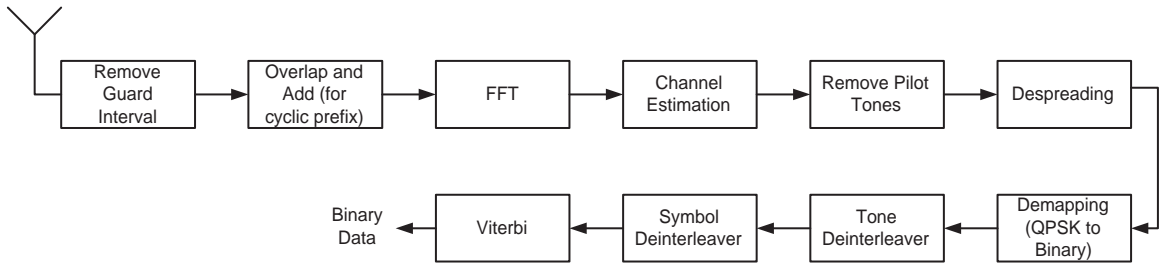 Remove
Guard
Interval
Overlap and
Add (for
cyclic prefix)
FFT
Channel
Estimation
Remove Pilot
Tones
Despreading
Binary
Data
Viterbi
Symbol
Deinterleaver
Tone
Deinterleaver
Demapping
(QPSK to
Binary)